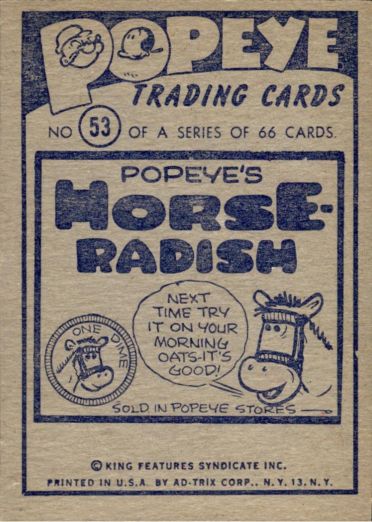 POPEYE
TRADING CARDS
NO 53 OF A SERIES OF 66 CARDS.
POPEYE'S
HORSE-
RADISH
ONE DIME
NEXT
TIME TRY
IT ON YOUR
MORNING
OATS-IT'S
GOOD!
SOLD IN POPEYE STORES
© KING FEATURES SYNDICATE INC.
PRINTED IN U.S.A. BY AD-TRIX CORP., N.Y. 13, N.Y.